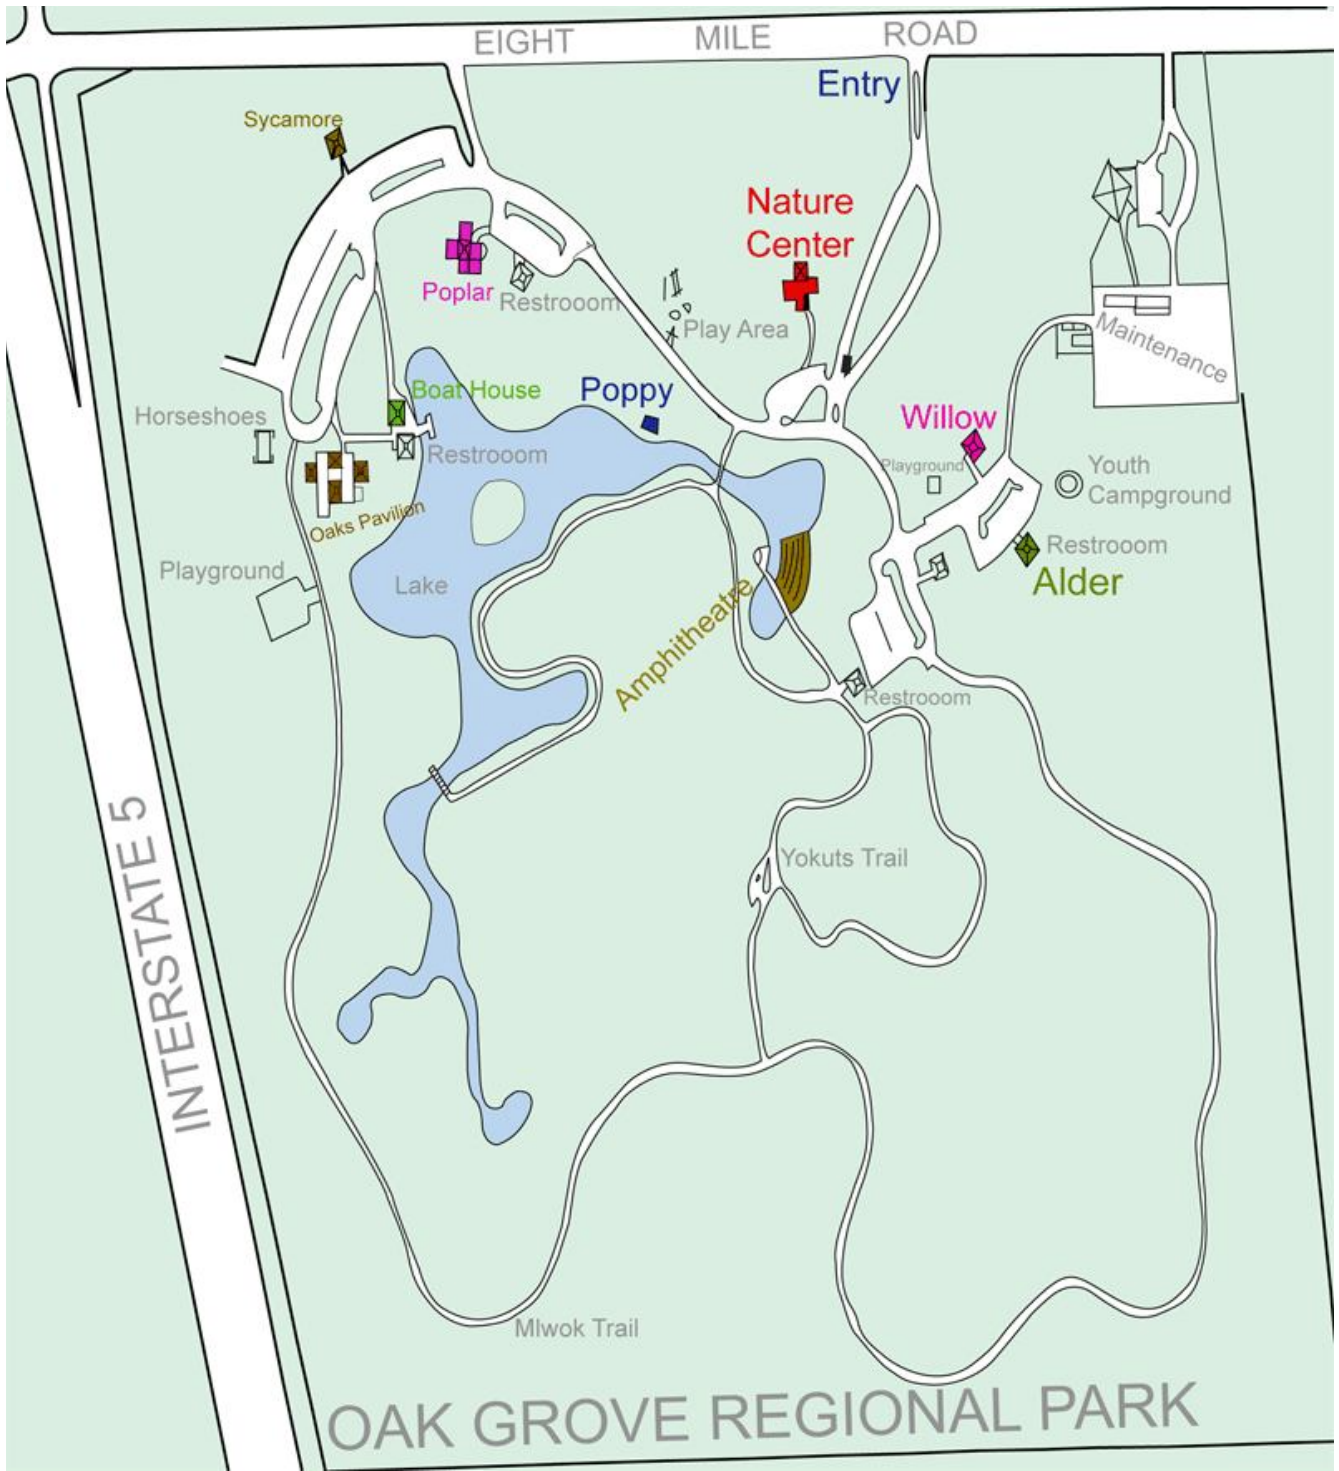 EIGHT MILE ROAD
Entry
Sycamore
Nature
Center
Poplar
Restrooom
Play Area
Maintenance
Boat House
Poppy
Horseshoes
Willow
Restrooom
Playground
Youth
Campground
Oaks Pavilion
Restrooom
Playground
Lake
Alder
Amphitheatre
Restrooom
INTERSTATE 5
Yokuts Trail
MIwok Trail
OAK GROVE REGIONAL PARK